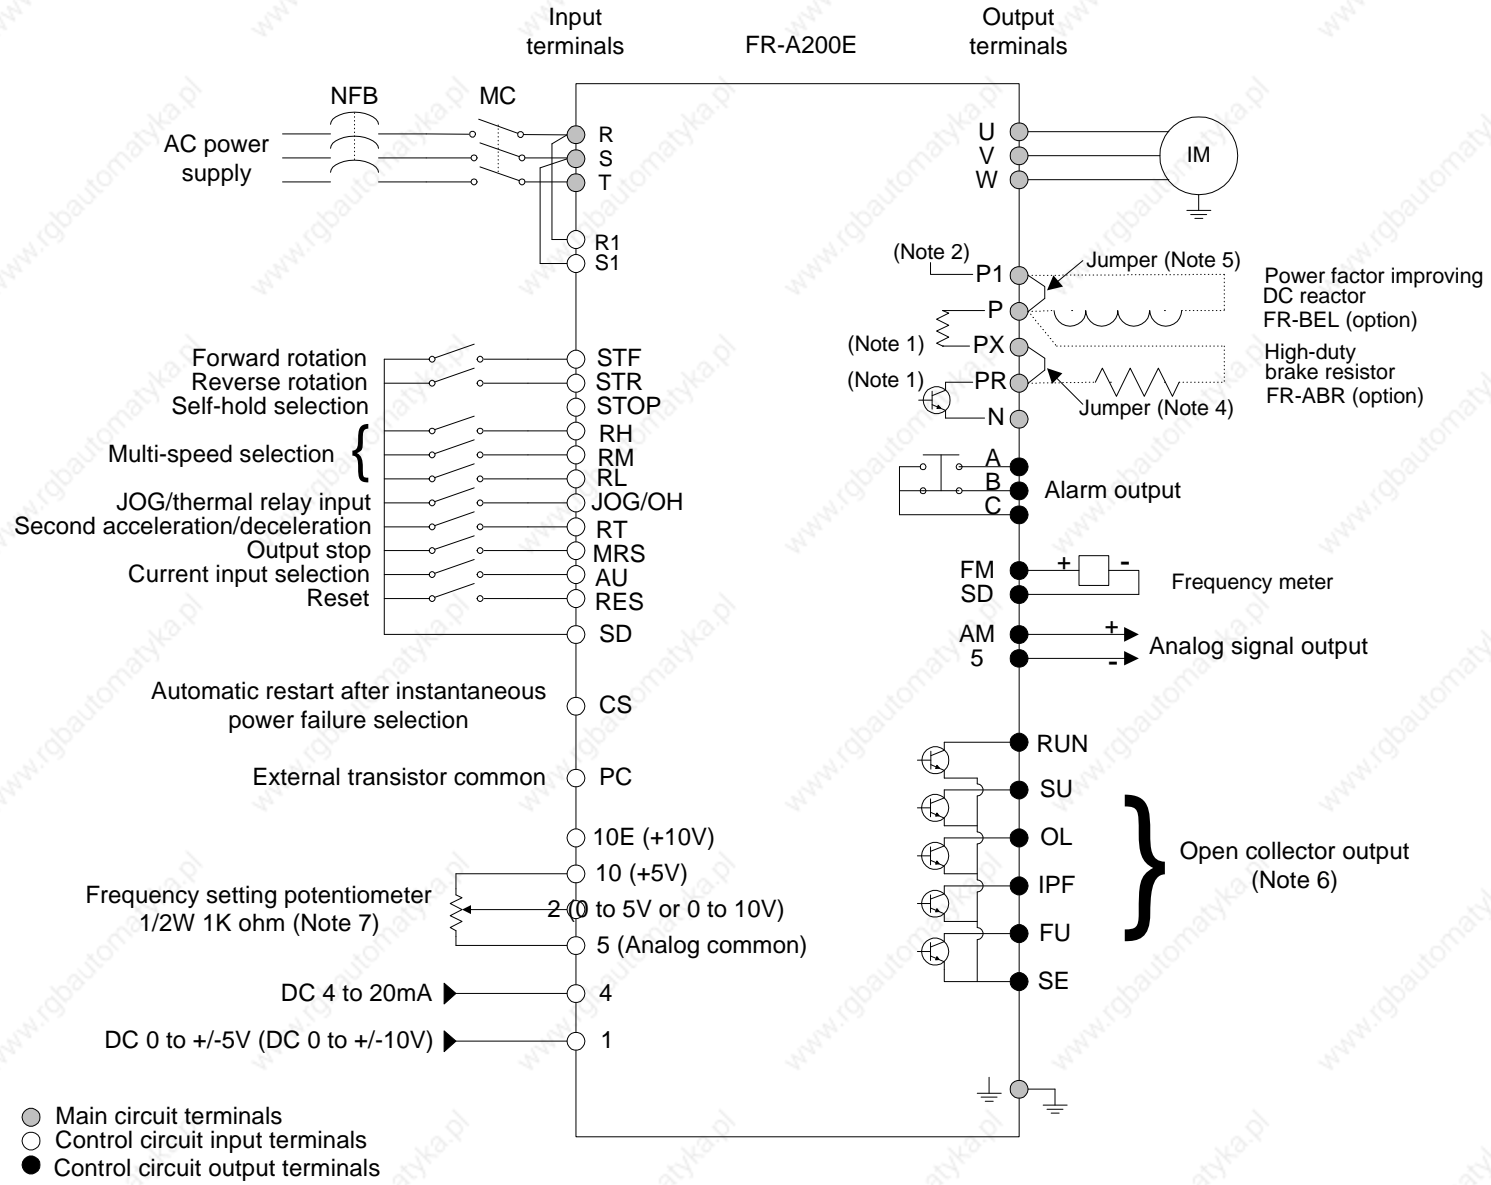 Input
terminals
FR-A200E
Output
terminals
NFB
MC
AC power
supply
R
S
T
R1
S1
U
V
W
IM
(Note 2)
P1
Jumper (Note 5)
Power factor improving
DC reactor
FR-BEL (option)
P
(Note 1)
PX
High-duty
brake resistor
FR-ABR (option)
(Note 1)
PR
Jumper (Note 4)
N
Forward rotation
STF
Reverse rotation
STR
Self-hold selection
STOP
Multi-speed selection
{
RH
RM
RL
JOG/thermal relay input
JOG/OH
Second acceleration/deceleration
RT
Output stop
MRS
Current input selection
AU
Reset
RES
SD
A
B
C
Alarm output
FM
SD
+
-
Frequency meter
AM
5
+
-
Analog signal output
Automatic restart after instantaneous
power failure selection
CS
External transistor common
PC
10E (+10V)
10 (+5V)
Frequency setting potentiometer
1/2W 1K ohm (Note 7)
2 (0 to 5V or 0 to 10V)
5 (Analog common)
DC 4 to 20mA
4
DC 0 to +/-5V (DC 0 to +/-10V)
1
RUN
SU
OL
IPF
FU
SE
}
Open collector output
(Note 6)
Main circuit terminals
Control circuit input terminals
Control circuit output terminals
www.rgbautomatyka.pl